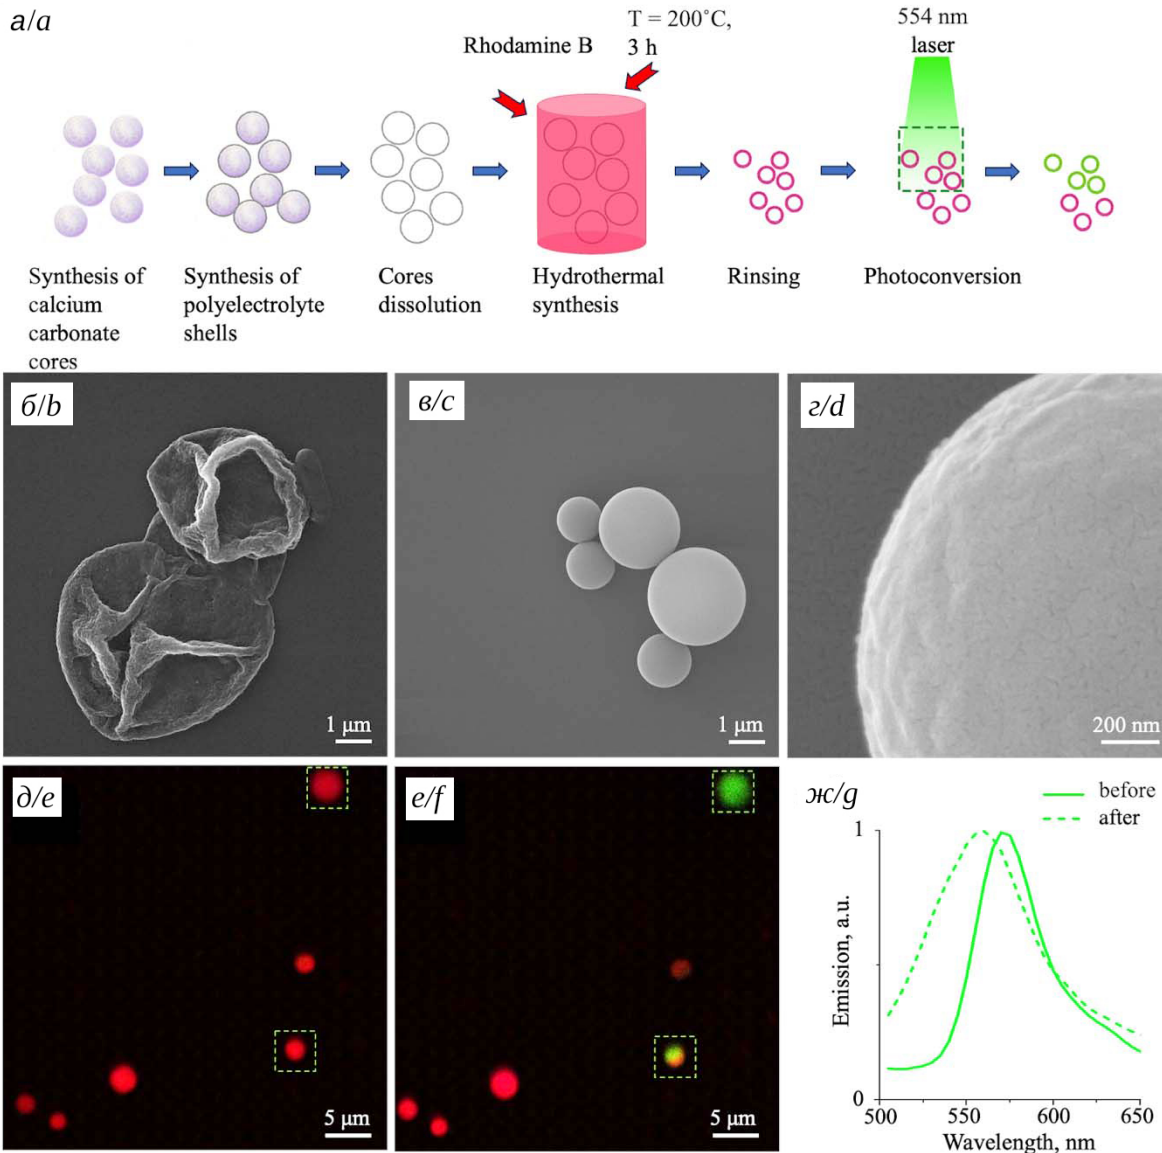 а/a
Rhodamine B
T = 200˚C,
3 h
554 nm
laser
Synthesis of
calcium
carbonate
cores
Synthesis of
polyelectrolyte
shells
Cores
dissolution
Hydrothermal
synthesis
Rinsing
Photoconversion
б/b
1 μm
в/c
1 μm
г/d
200 nm
д/e
5 μm
е/f
5 μm
ж/g
before
after
1
Emission, a.u.
0
500 550 600 650
Wavelength, nm